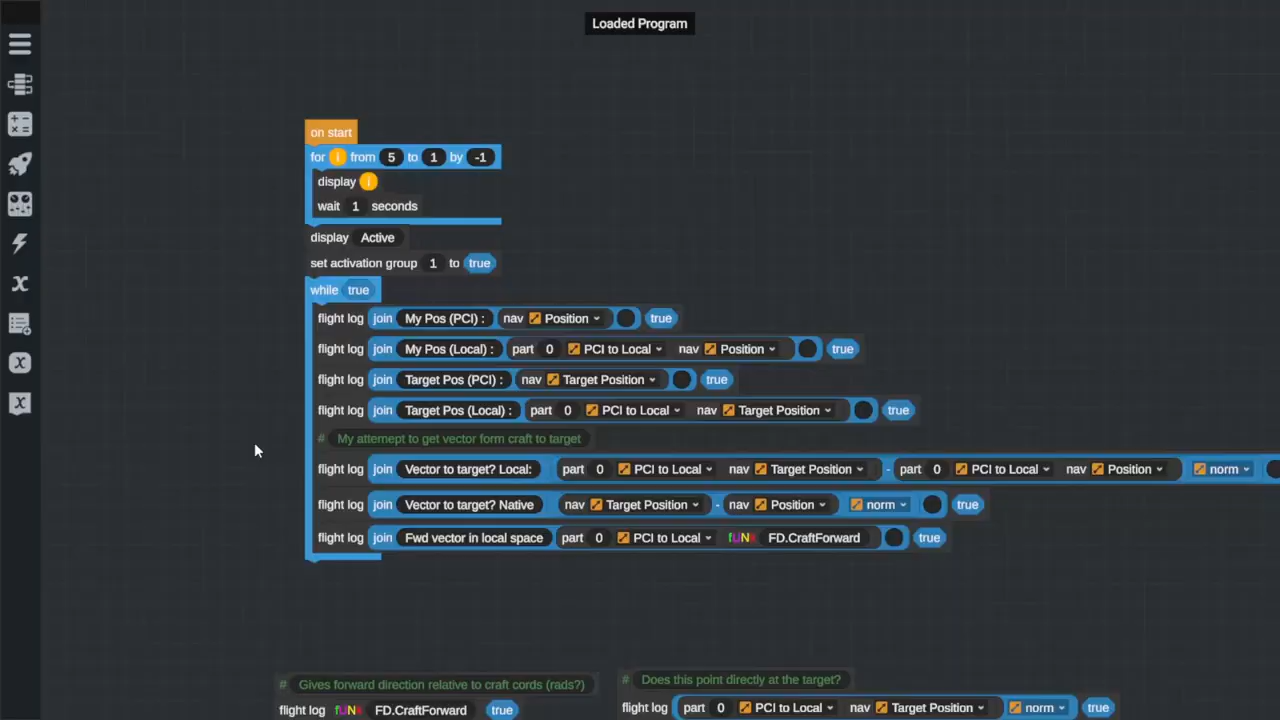 Loaded Program
on start
for i from 5 to 1 by -1
display i
wait 1 seconds
display Active
set activation group 1 to true
while true
flight log join My Pos (PCI) : nav Position true
flight log join My Pos (Local) : part 0 PCI to Local nav Position true
flight log join Target Pos (PCI) : nav Target Position true
flight log join Target Pos (Local) : part 0 PCI to Local nav Target Position true
# My attemept to get vector form craft to target
flight log join Vector to target? Local: part 0 PCI to Local nav Target Position - part 0 PCI to Local nav Position norm
flight log join Vector to target? Native nav Target Position - nav Position norm true
flight log join Fwd vector in local space part 0 PCI to Local fUNk FD.CraftForward true
# Gives forward direction relative to craft cords (rads?)
flight log fUNk FD.CraftForward true
# Does this point directly at the target?
flight log part 0 PCI to Local nav Target Position norm true